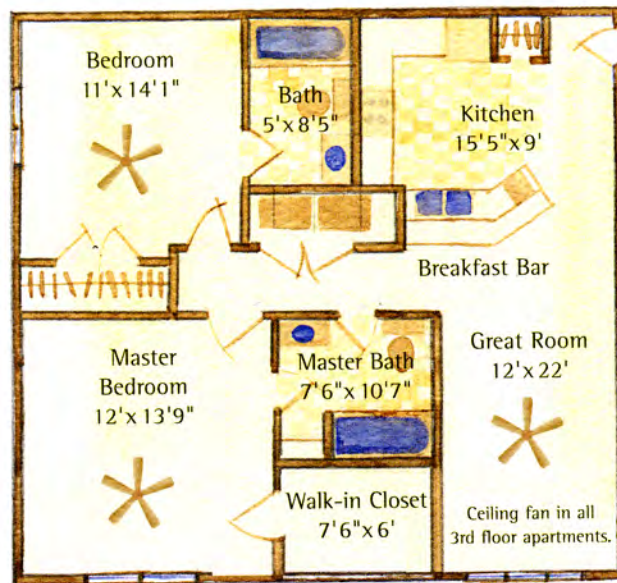 Bedroom
11'x 14'1"
Bath
5'x 8'5"
Kitchen
15'5"x 9'
Breakfast Bar
Master
Bedroom
12'x 13'9"
Master Bath
7'6"x 10'7"
Great Room
12'x 22'
Walk-in Closet
7'6"x 6'
Ceiling fan in all
3rd floor apartments.